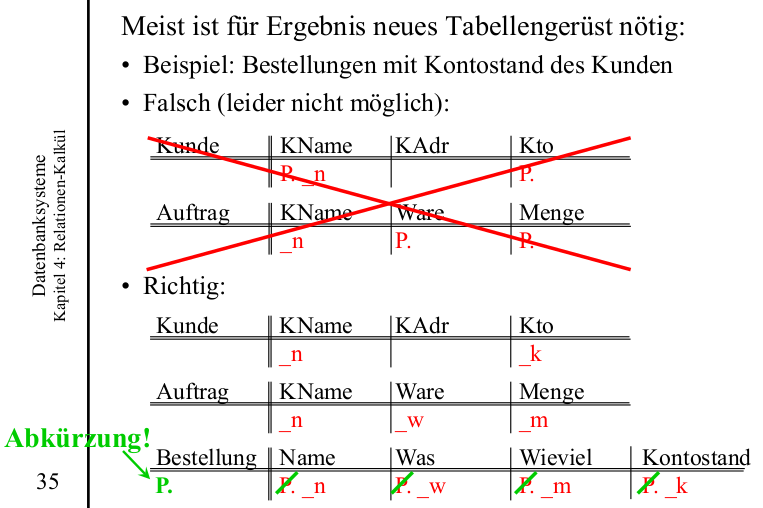 Meist ist für Ergebnis neues Tabellengerüst nötig:
• Beispiel: Bestellungen mit Kontostand des Kunden
• Falsch (leider nicht möglich):
Kunde KName KAdr Kto
P. _n P.
Auftrag KName Ware Menge
_n P. P.
• Richtig:
Kunde KName KAdr Kto
_n _k
Auftrag KName Ware Menge
_n _w _m
Abkürzung!
Bestellung Name Was Wieviel Kontostand
P. P. _n P. _w P. _m P. _k
Datenbanksysteme
Kapitel 4: Relationen-Kalkül
35